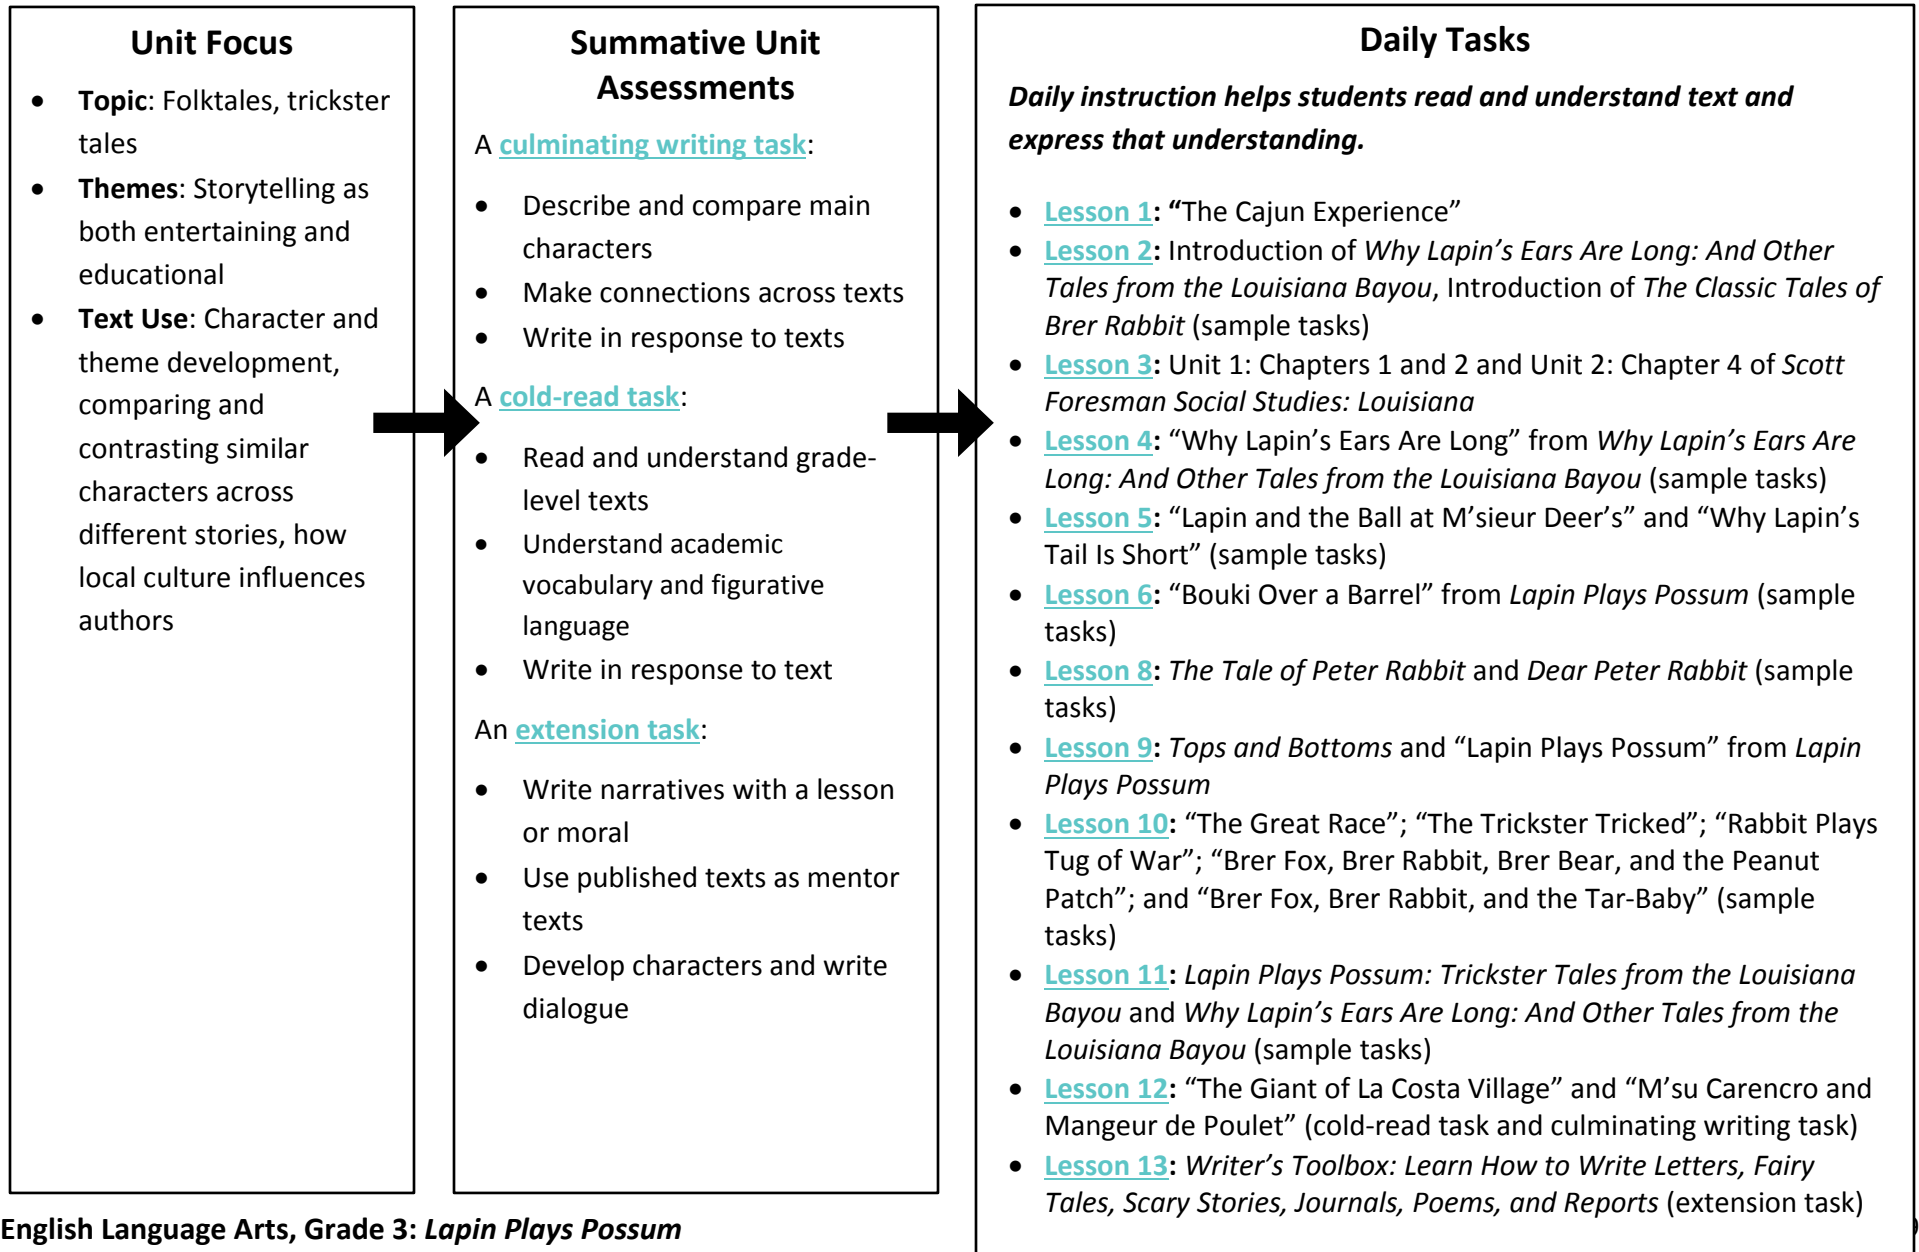 Unit Focus
• Topic: Folktales, trickster
tales
• Themes: Storytelling as
both entertaining and
educational
• Text Use: Character and
theme development,
comparing and
contrasting similar
characters across
different stories, how
local culture influences
authors
Summative Unit
Assessments
A culminating writing task:
• Describe and compare main
characters
• Make connections across texts
• Write in response to texts
A cold-read task:
• Read and understand grade-
level texts
• Understand academic
vocabulary and figurative
language
• Write in response to text
An extension task:
• Write narratives with a lesson
or moral
• Use published texts as mentor
texts
• Develop characters and write
dialogue
Daily Tasks
Daily instruction helps students read and understand text and
express that understanding.
• Lesson 1: “The Cajun Experience”
• Lesson 2: Introduction of Why Lapin’s Ears Are Long: And Other
Tales from the Louisiana Bayou, Introduction of The Classic Tales of
Brer Rabbit (sample tasks)
• Lesson 3: Unit 1: Chapters 1 and 2 and Unit 2: Chapter 4 of Scott
Foresman Social Studies: Louisiana
• Lesson 4: “Why Lapin’s Ears Are Long” from Why Lapin’s Ears Are
Long: And Other Tales from the Louisiana Bayou (sample tasks)
• Lesson 5: “Lapin and the Ball at M’sieur Deer’s” and “Why Lapin’s
Tail Is Short” (sample tasks)
• Lesson 6: “Bouki Over a Barrel” from Lapin Plays Possum (sample
tasks)
• Lesson 8: The Tale of Peter Rabbit and Dear Peter Rabbit (sample
tasks)
• Lesson 9: Tops and Bottoms and “Lapin Plays Possum” from Lapin
Plays Possum
• Lesson 10: “The Great Race”; “The Trickster Tricked”; “Rabbit Plays
Tug of War”; “Brer Fox, Brer Rabbit, Brer Bear, and the Peanut
Patch”; and “Brer Fox, Brer Rabbit, and the Tar-Baby” (sample
tasks)
• Lesson 11: Lapin Plays Possum: Trickster Tales from the Louisiana
Bayou and Why Lapin’s Ears Are Long: And Other Tales from the
Louisiana Bayou (sample tasks)
• Lesson 12: “The Giant of La Costa Village” and “M’su Carencro and
Mangeur de Poulet” (cold-read task and culminating writing task)
• Lesson 13: Writer’s Toolbox: Learn How to Write Letters, Fairy
Tales, Scary Stories, Journals, Poems, and Reports (extension task)
English Language Arts, Grade 3: Lapin Plays Possum